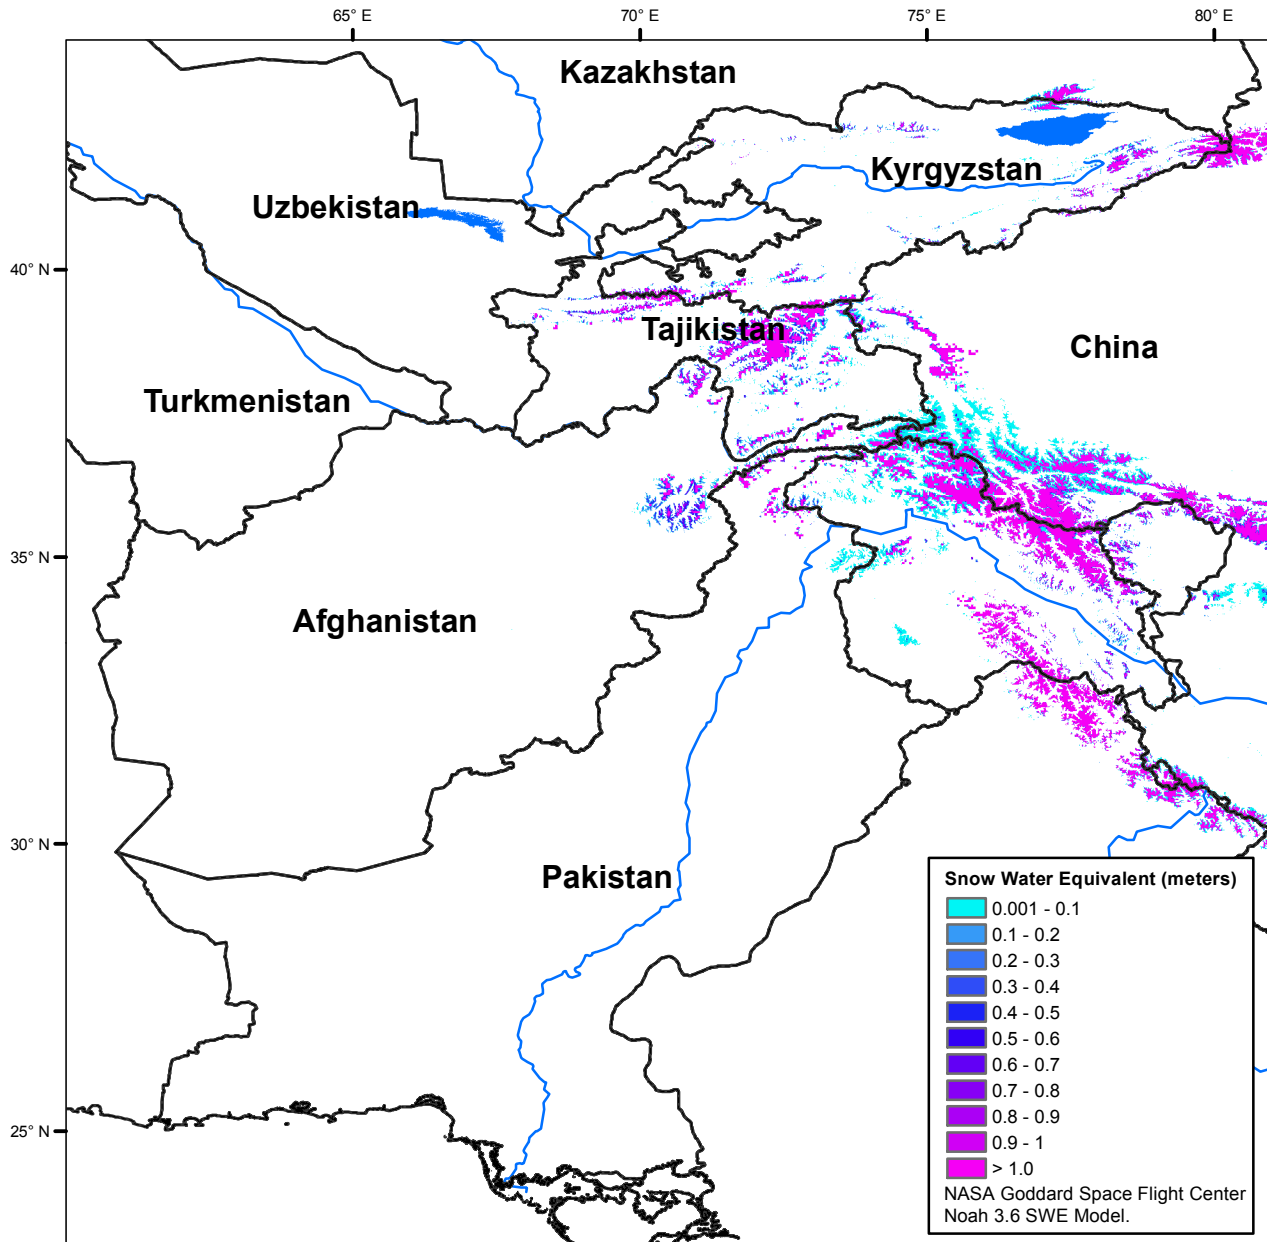 65° E
70° E
75° E
80° E
Kazakhstan
Kyrgyzstan
Uzbekistan
40° N
Tajikistan
China
Turkmenistan
35° N
Afghanistan
30° N
Pakistan
Snow Water Equivalent (meters)
0.001 - 0.1
0.1 - 0.2
0.2 - 0.3
0.3 - 0.4
0.4 - 0.5
0.5 - 0.6
0.6 - 0.7
0.7 - 0.8
0.8 - 0.9
0.9 - 1
> 1.0
25° N
NASA Goddard Space Flight Center
Noah 3.6 SWE Model.